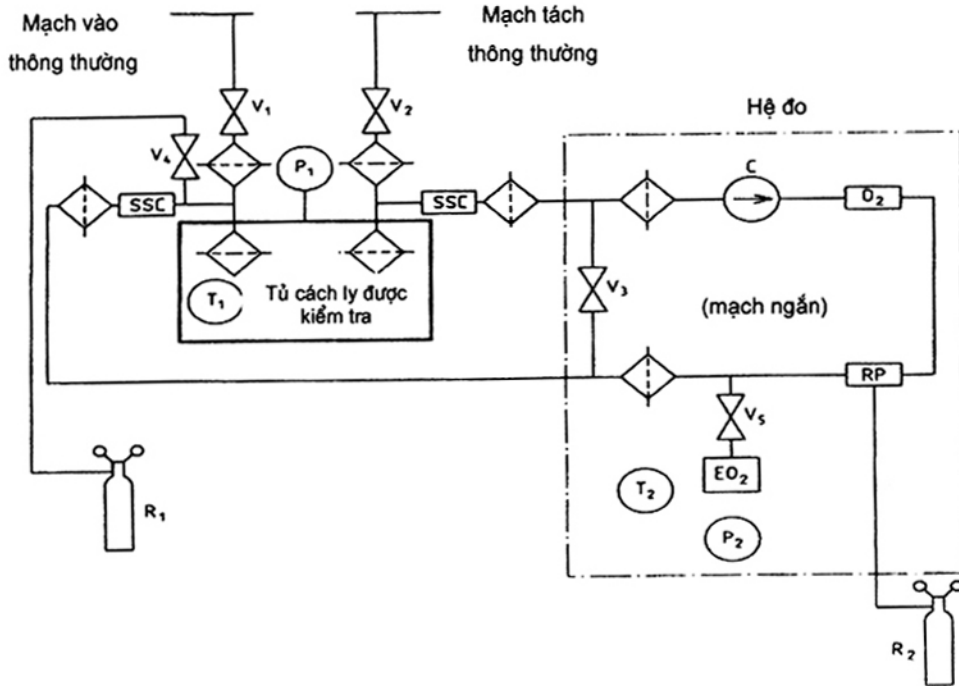 Mạch vào
thông thường
Mạch tách
thông thường
V₁
V₂
Hệ đo
V₄
P₁
C
SSC
SSC
O₂
T₁
Tủ cách ly được
kiểm tra
V₃
(mạch ngắn)
RP
V₅
EO₂
T₂
R₁
P₂
R₂